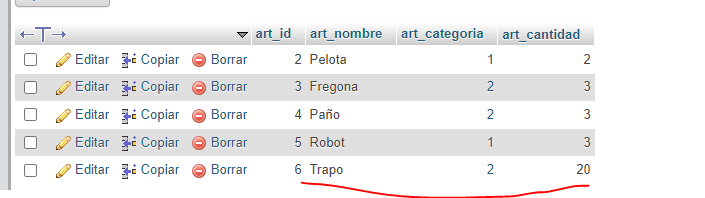 art_id art_nombre art_categoria art_cantidad
Editar Copiar Borrar 2 Pelota 1 2
Editar Copiar Borrar 3 Fregona 2 3
Editar Copiar Borrar 4 Paño 2 3
Editar Copiar Borrar 5 Robot 1 3
Editar Copiar Borrar 6 Trapo 2 20